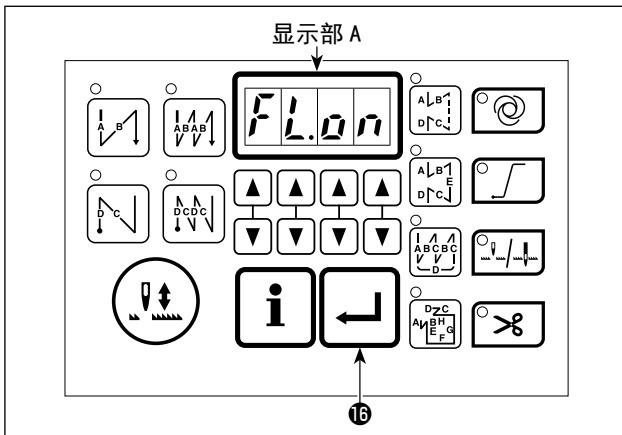 显示部 A
FL.on
A B
ABAB
A B
D C
D C
DCDC
A B
E
D C
ABCBC
D
i
D Z C
A B H
E G
F
⓰